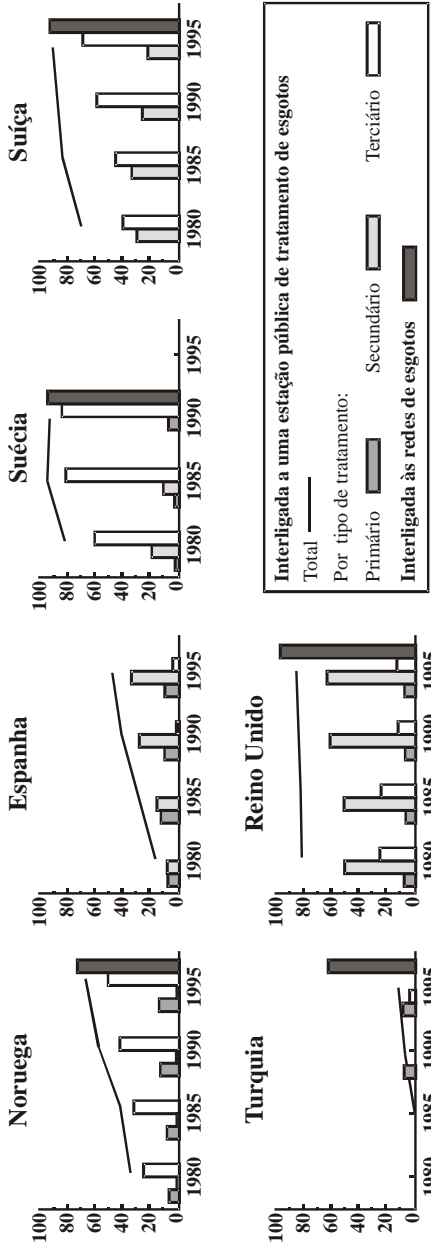 Noruega
100
80
60
40
20
0
1980 1985 1990 1995
Espanha
100
80
60
40
20
0
1980 1985 1990 1995
Suécia
100
80
60
40
20
0
1980 1985 1990 1995
Suíça
100
80
60
40
20
0
1980 1985 1990 1995
Turquia
100
80
60
40
20
0
1980 1985 1990 1995
Reino Unido
100
80
60
40
20
0
1980 1985 1990 1995
Interligada a uma estação pública de tratamento de esgotos
Total
Por tipo de tratamento:
Primário Secundário Terciário
Interligada às redes de esgotos